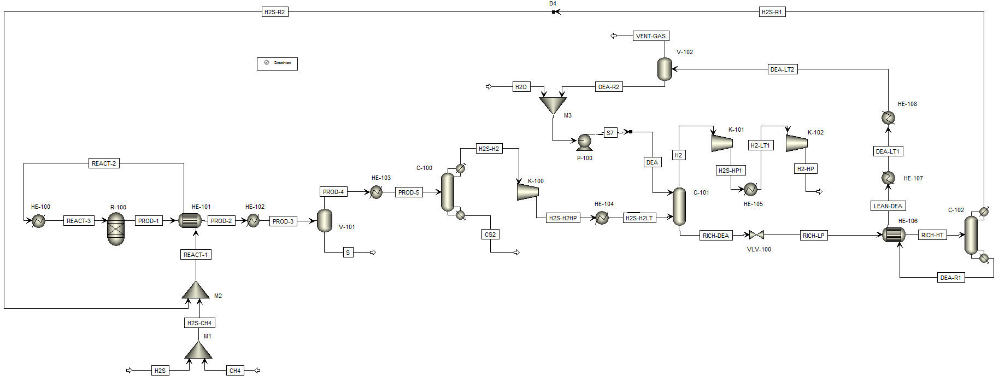 B4
H2S-R2
H2S-R1
VENT-GAS
V-102
Deactivate
DEA-LT2
H2O
DEA-R2
HE-108
M3
K-101
K-102
S7
H2S-H2
H2-LT1
DEA-LT1
P-100
H2
REACT-2
DEA
C-100
H2S-HP1
H2-HP
HE-103
K-100
HE-107
PROD-4
PROD-5
C-101
HE-104
HE-105
LEAN-DEA
HE-100
R-100
HE-101
HE-102
C-102
REACT-3
PROD-1
PROD-2
PROD-3
H2S-H2HP
H2S-H2LT
HE-106
V-101
CS2
RICH-DEA
RICH-LP
RICH-HT
VLV-100
S
REACT-1
DEA-R1
M2
H2S-CH4
M1
H2S
CH4